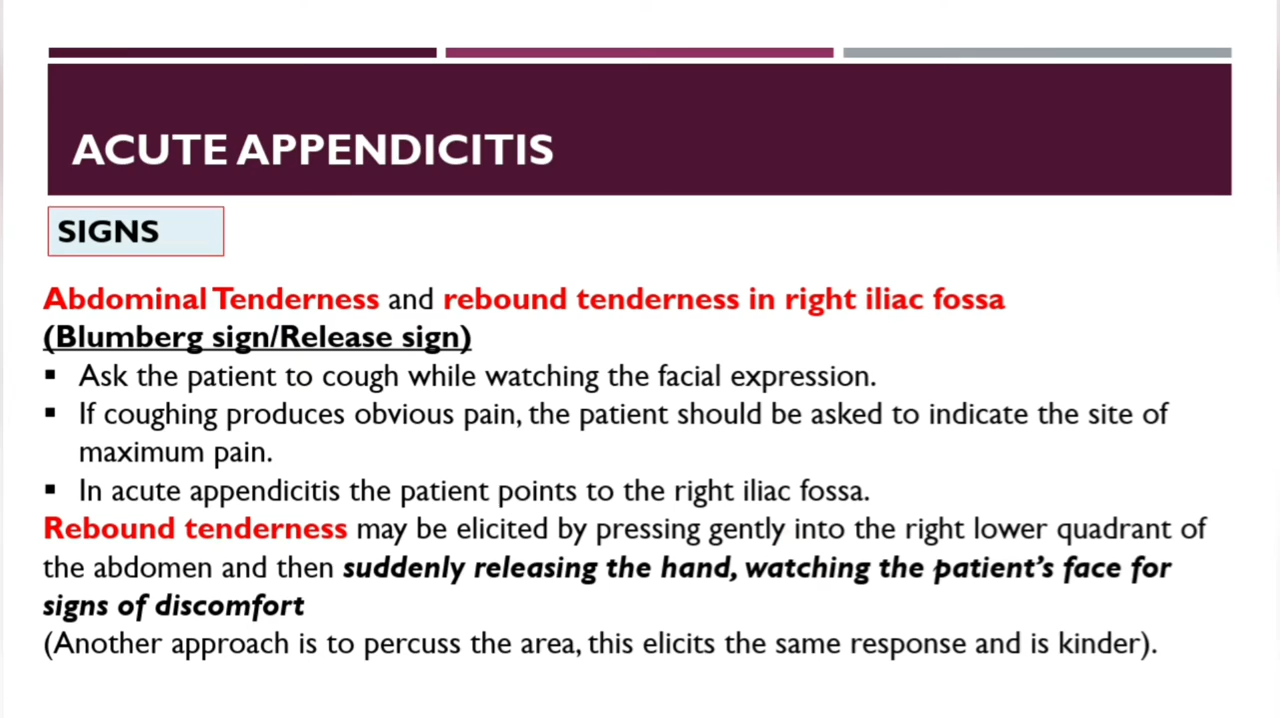 ACUTE APPENDICITIS
SIGNS
Abdominal Tenderness and rebound tenderness in right iliac fossa
(Blumberg sign/Release sign)
▪ Ask the patient to cough while watching the facial expression.
▪ If coughing produces obvious pain, the patient should be asked to indicate the site of
maximum pain.
▪ In acute appendicitis the patient points to the right iliac fossa.
Rebound tenderness may be elicited by pressing gently into the right lower quadrant of
the abdomen and then suddenly releasing the hand, watching the patient’s face for
signs of discomfort
(Another approach is to percuss the area, this elicits the same response and is kinder).